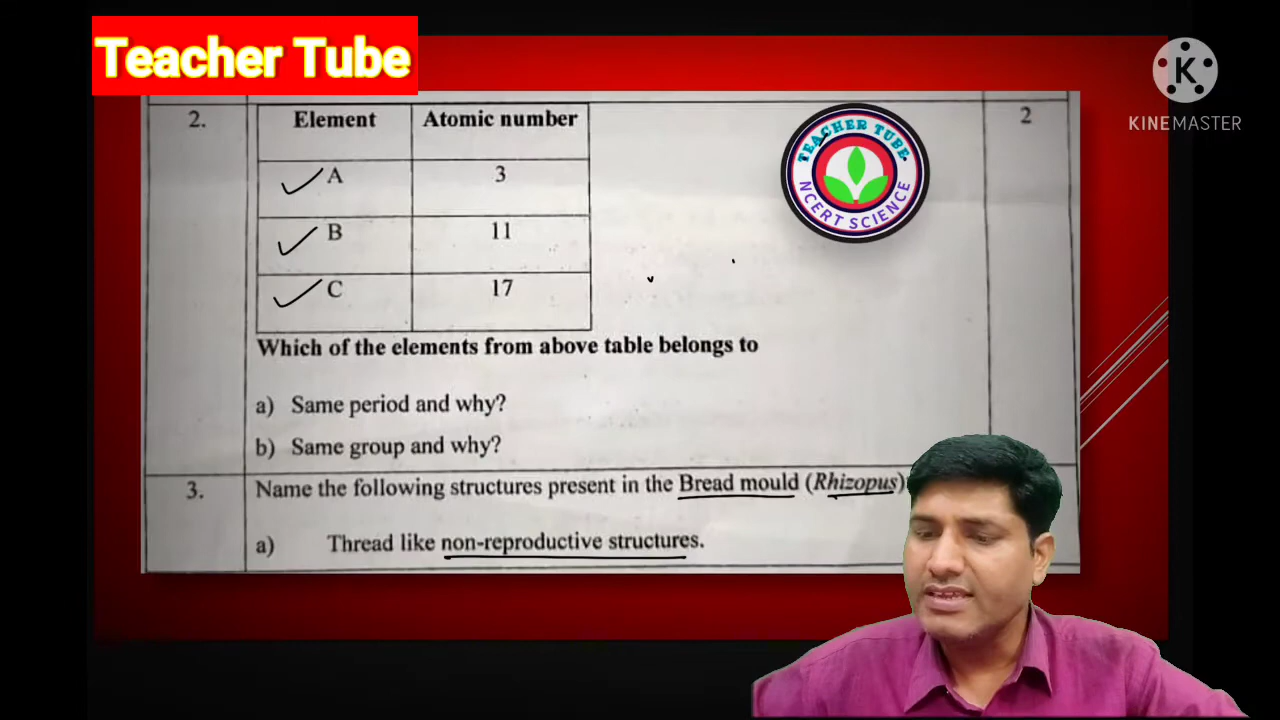 Teacher Tube
K
KINEMASTER
2.
Element
Atomic number
2
A
3
B
11
C
17
TEACHER TUBE
NCERT SCIENCE
Which of the elements from above table belongs to
a) Same period and why?
b) Same group and why?
3.
Name the following structures present in the Bread mould (Rhizopus)
a) Thread like non-reproductive structures.